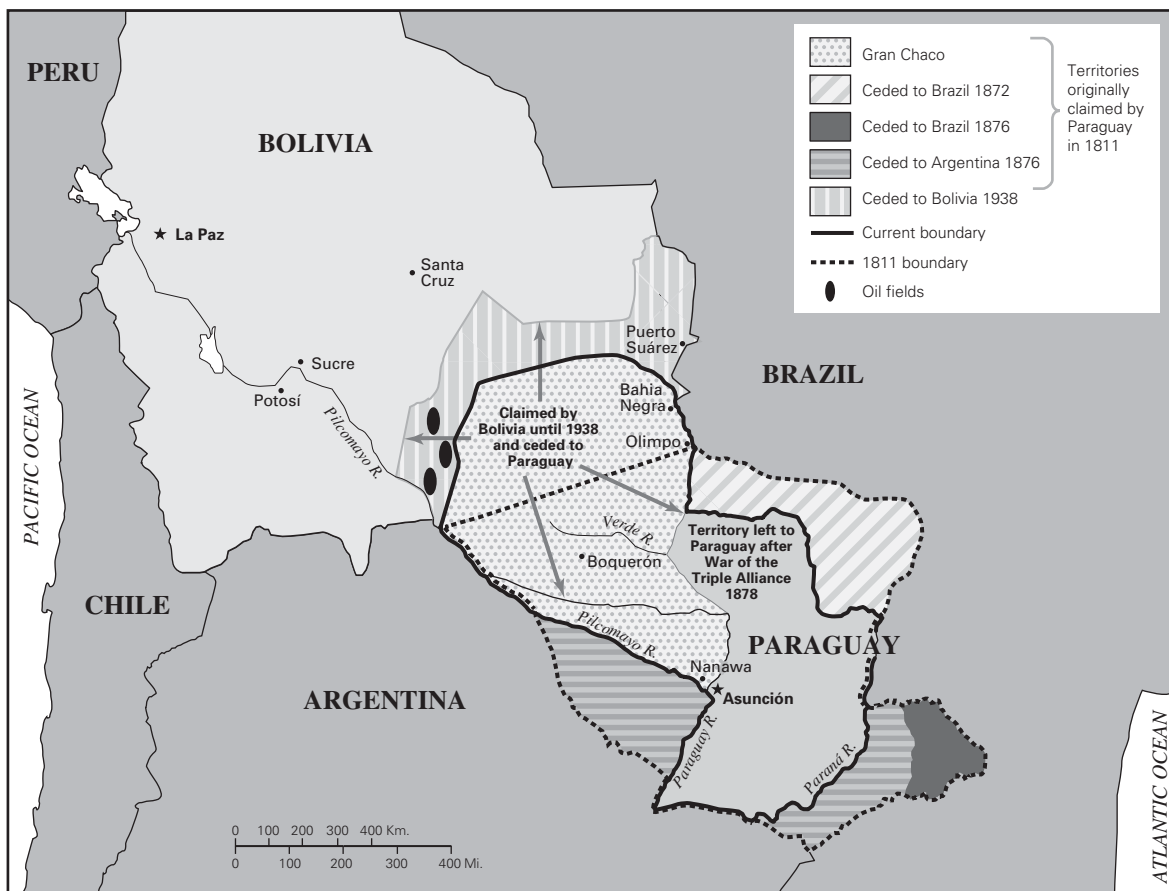 PERU
BOLIVIA
La Paz
Santa
Cruz
Sucre
Potosí
Pilcomayo R.
Puerto
Suárez
BRAZIL
Bahia
Negra
Olimpo
Claimed by
Bolivia until 1938
and ceded to
Paraguay
PACIFIC OCEAN
Verde R.
Boquerón
Territory left to
Paraguay after
War of the
Triple Alliance
1878
CHILE
Pilcomayo R.
PARAGUAY
Nanawa
Asunción
ARGENTINA
Paraguay R.
Paraná R.
ATLANTIC OCEAN
0 100 200 300 400 Km.
0 100 200 300 400 Mi.
Gran Chaco
Ceded to Brazil 1872
Ceded to Brazil 1876
Ceded to Argentina 1876
Ceded to Bolivia 1938
Current boundary
1811 boundary
Oil fields
Territories
originally
claimed by
Paraguay
in 1811